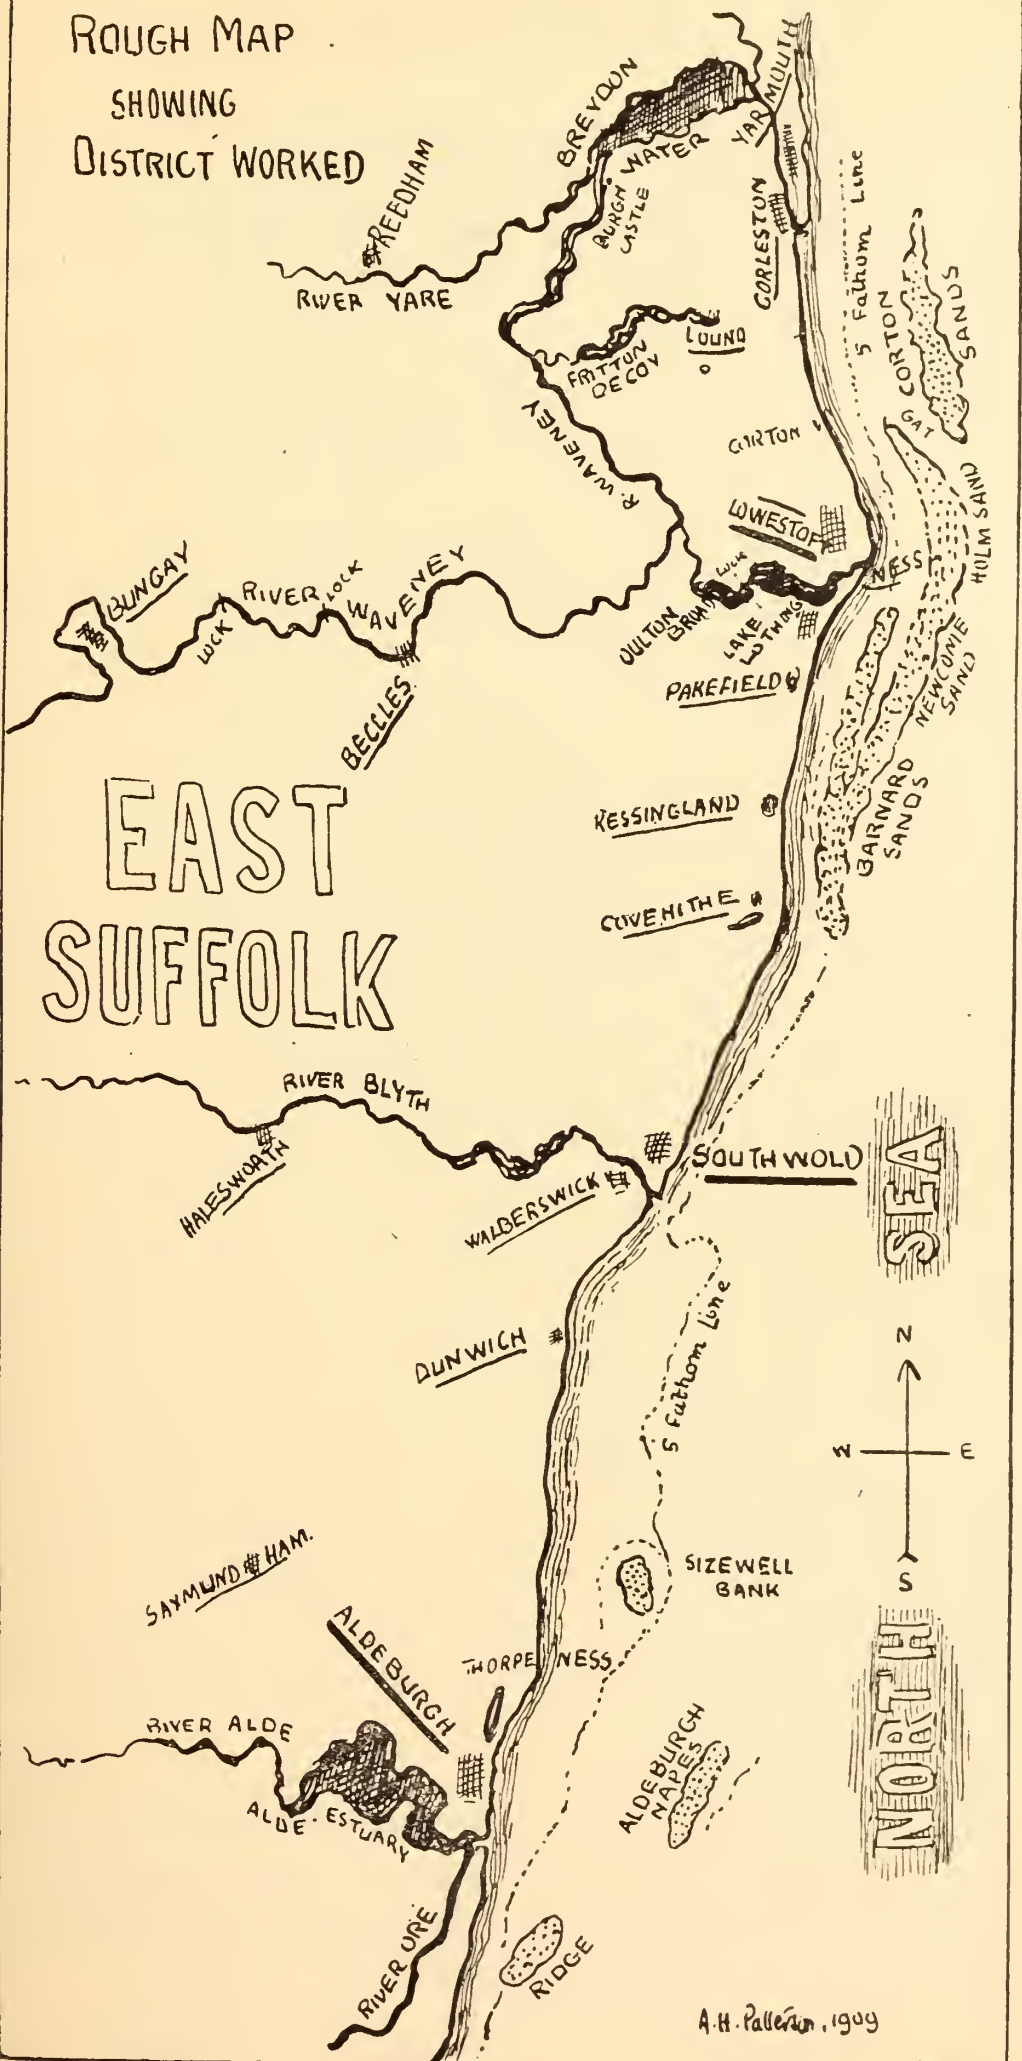 ROUGH MAP
SHOWING
DISTRICT WORKED
BREYDON
WATER
YARMOUTH
REEDHAM
RIVER YARE
BURGH
CASTLE
GORLESTON
5 Fathom Line
CORTON
SANDS
LOUND
FRITTON
DECOY
GAT
CORTON
R. WAVENEY
HOLM SAND
LOWESTOFT
NESS
BUNGAY
RIVER
LOCK
WAVENEY
LOCK
LOCK
OULTON
BROAD
LAKE
LOTHING
NEWCOME
SAND
BECCLES
PAKEFIELD
EAST
SUFFOLK
KESSINGLAND
BARNARD
SANDS
COVEHITHE
RIVER BLYTH
HALESWORTH
SOUTHWOLD
WALBERSWICK
SEA
DUNWICH
5 Fathom Line
N
W
E
S
SAXMUNDHAM.
SIZEWELL
BANK
ALDEBURGH
THORPE NESS
NORTH
RIVER ALDE
ALDE. ESTUARY
ALDEBURGH
NAPES
RIVER ORE
RIDGE
A.H. Patterson, 1909